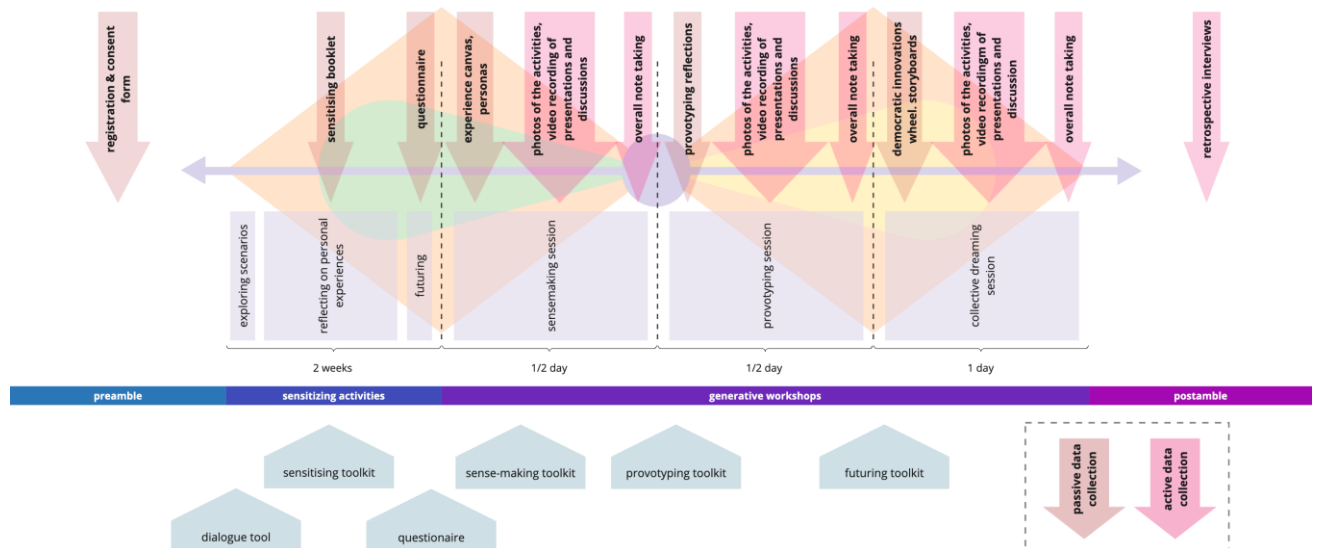 registration & consent
form
sensitising booklet
questionnaire
experience canvas,
personas
photos of the activities,
video recording of
presentations and
discussions
overall note taking
provotyping reflections
photos of the activities,
video recording of
presentations and
discussions
overall note taking
democratic innovations
wheel. storyboards
photos of the activities,
video recordingm of
presentations and
discussion
overall note taking
retrospective interviews
exploring scenarios
reflecting on personal
experiences
futuring
sensemaking session
provotyping session
collective dreaming
session
2 weeks
1/2 day
1/2 day
1 day
preamble
sensitizing activities
generative workshops
postamble
sensitising toolkit
sense-making toolkit
provotyping toolkit
futuring toolkit
dialogue tool
questionaire
passive data
collection
active data
collection